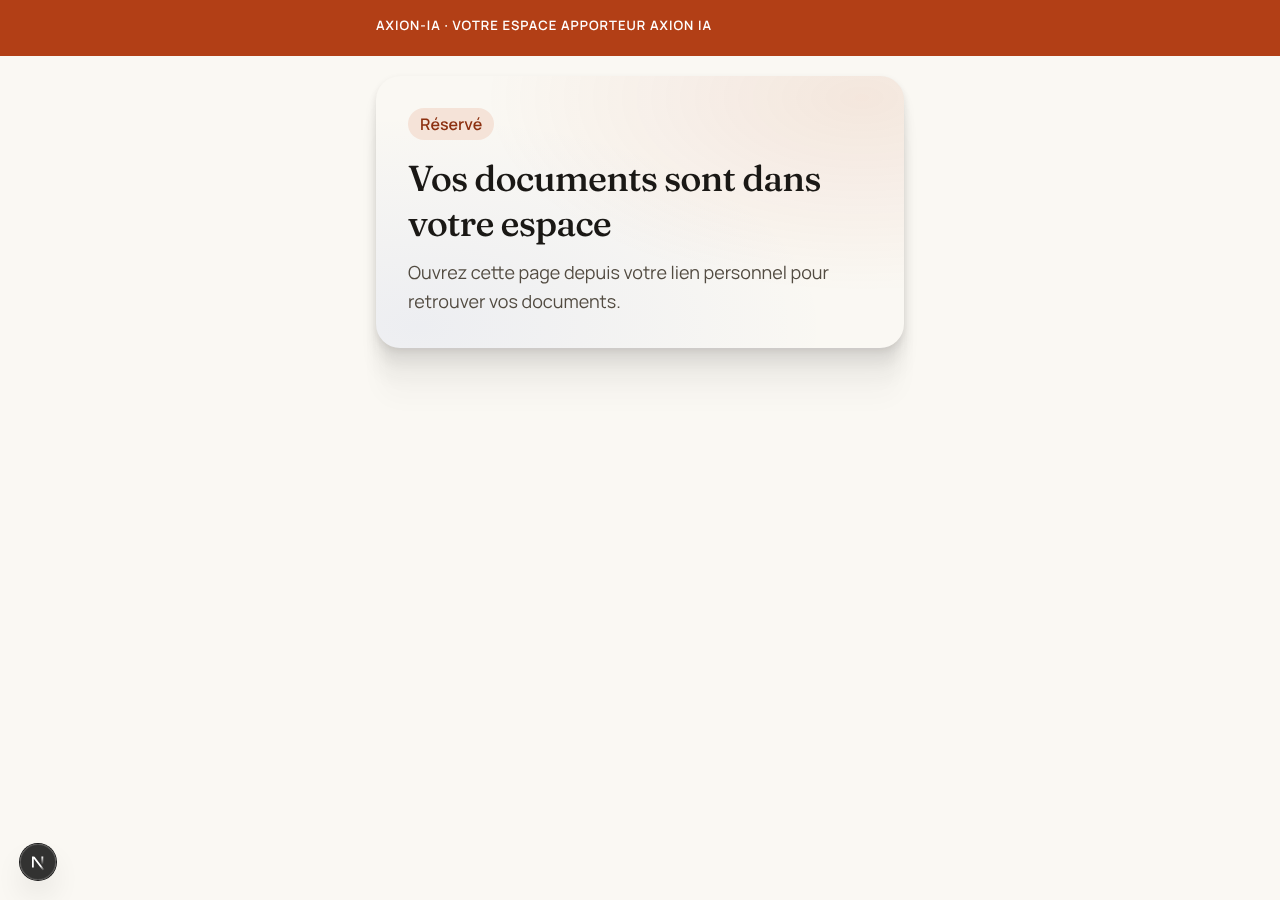 AXION-IA · VOTRE ESPACE APPORTEUR AXION IA
Réservé
Vos documents sont dans
votre espace
Ouvrez cette page depuis votre lien personnel pour
retrouver vos documents.
N